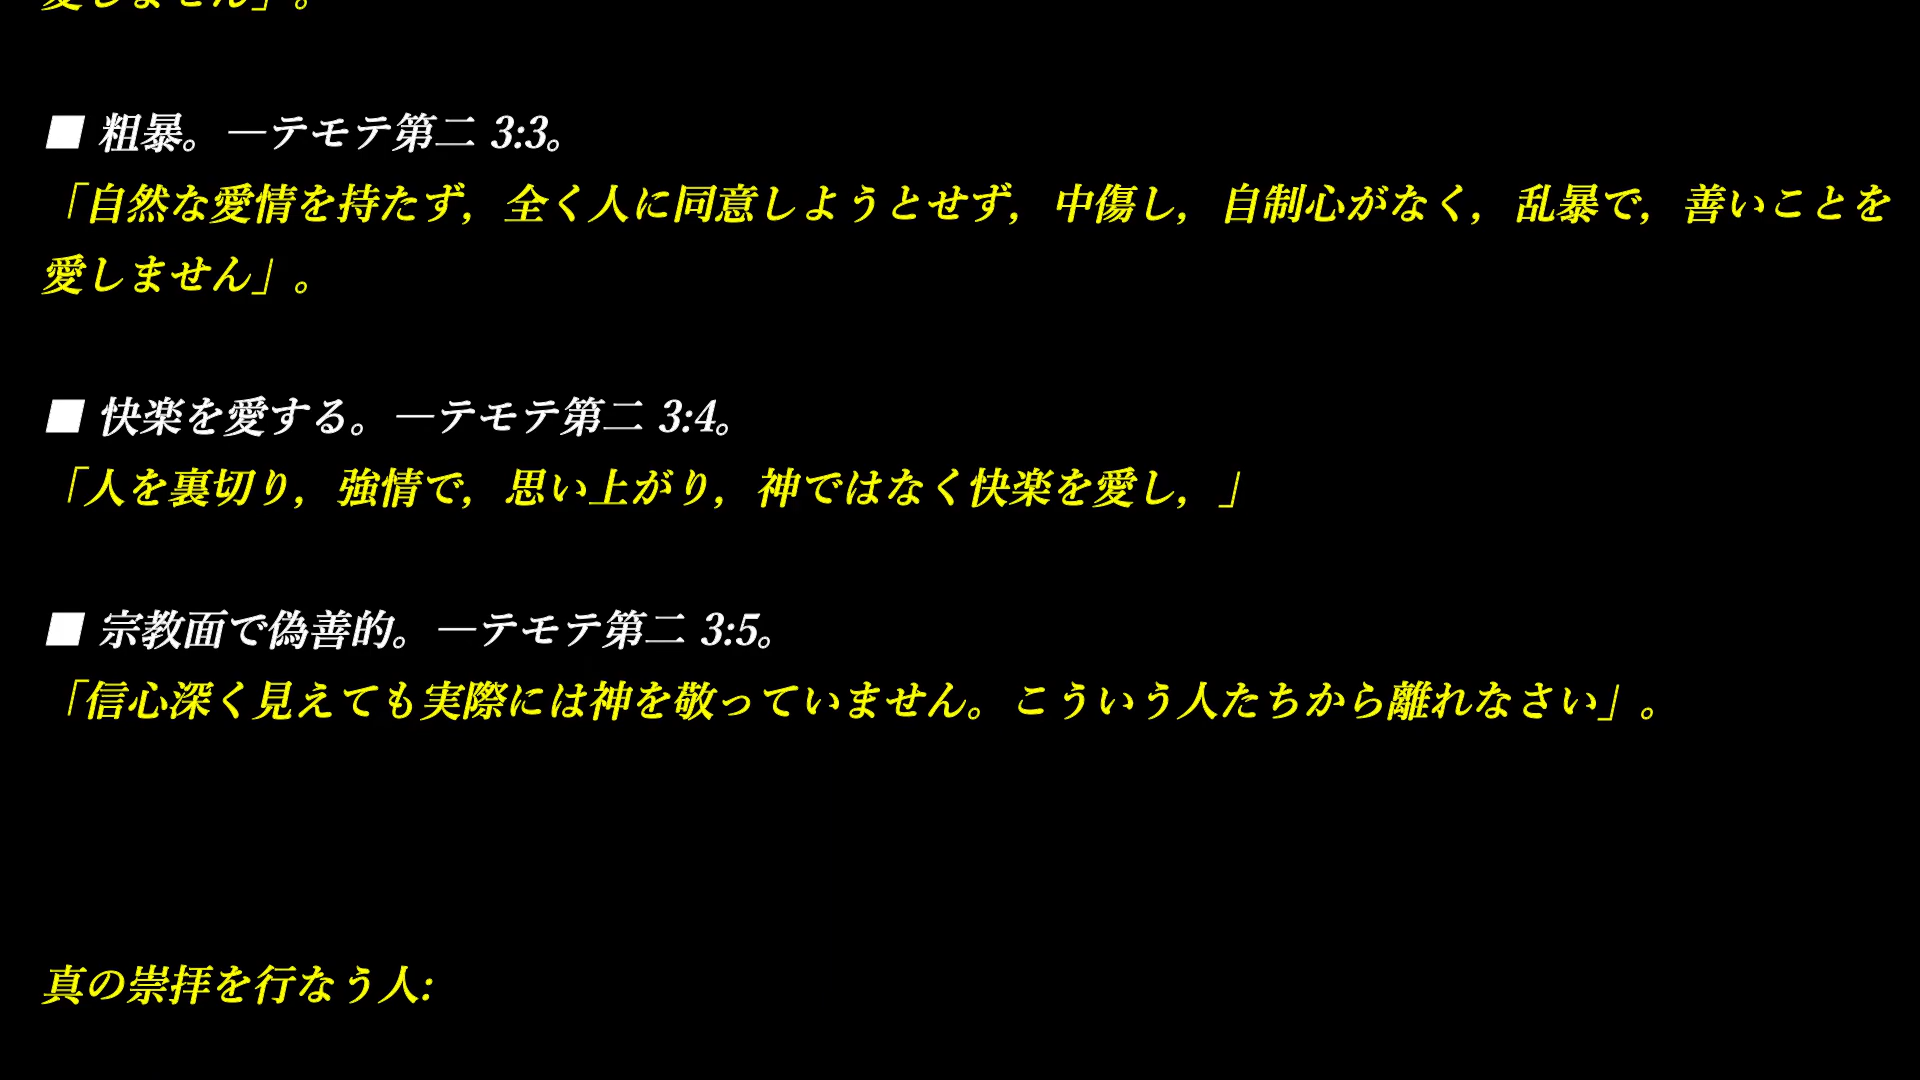 愛しません」。
■ 粗暴。―テモテ第二 3:3。
「自然な愛情を持たず，全く人に同意しようとせず，中傷し，自制心がなく，乱暴で，善いことを
愛しません」。
■ 快楽を愛する。―テモテ第二 3:4。
「人を裏切り，強情で，思い上がり，神ではなく快楽を愛し，」
■ 宗教面で偽善的。―テモテ第二 3:5。
「信心深く見えても実際には神を敬っていません。こういう人たちから離れなさい」。
真の崇拝を行なう人: